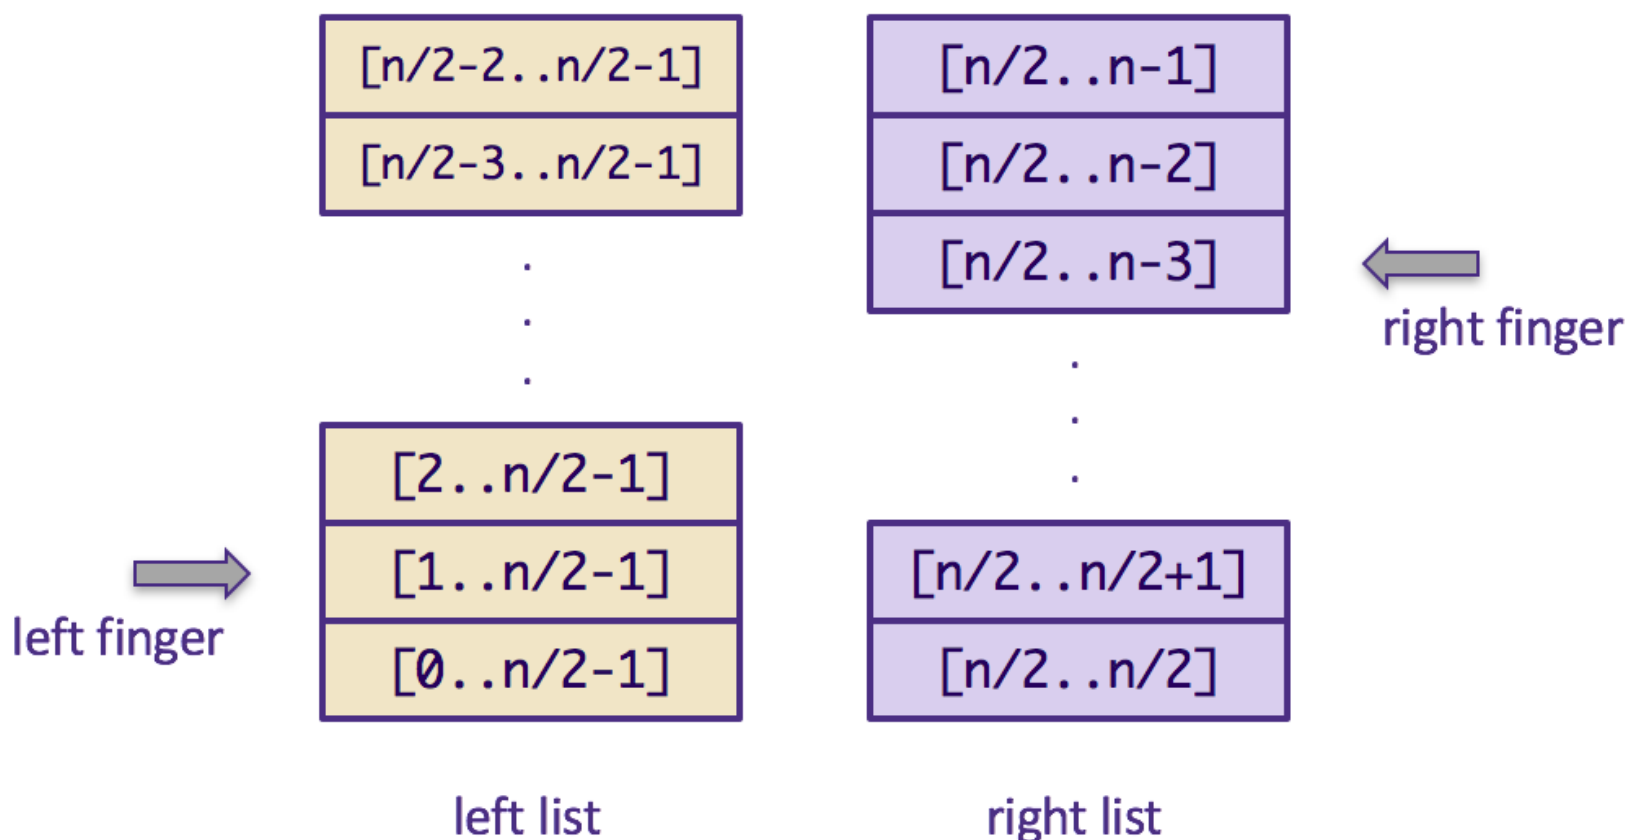 [n/2-2..n/2-1]
[n/2-3..n/2-1]
.
.
.
[2..n/2-1]
[1..n/2-1]
[0..n/2-1]
left finger
left list
[n/2..n-1]
[n/2..n-2]
[n/2..n-3]
.
.
.
[n/2..n/2+1]
[n/2..n/2]
right finger
right list